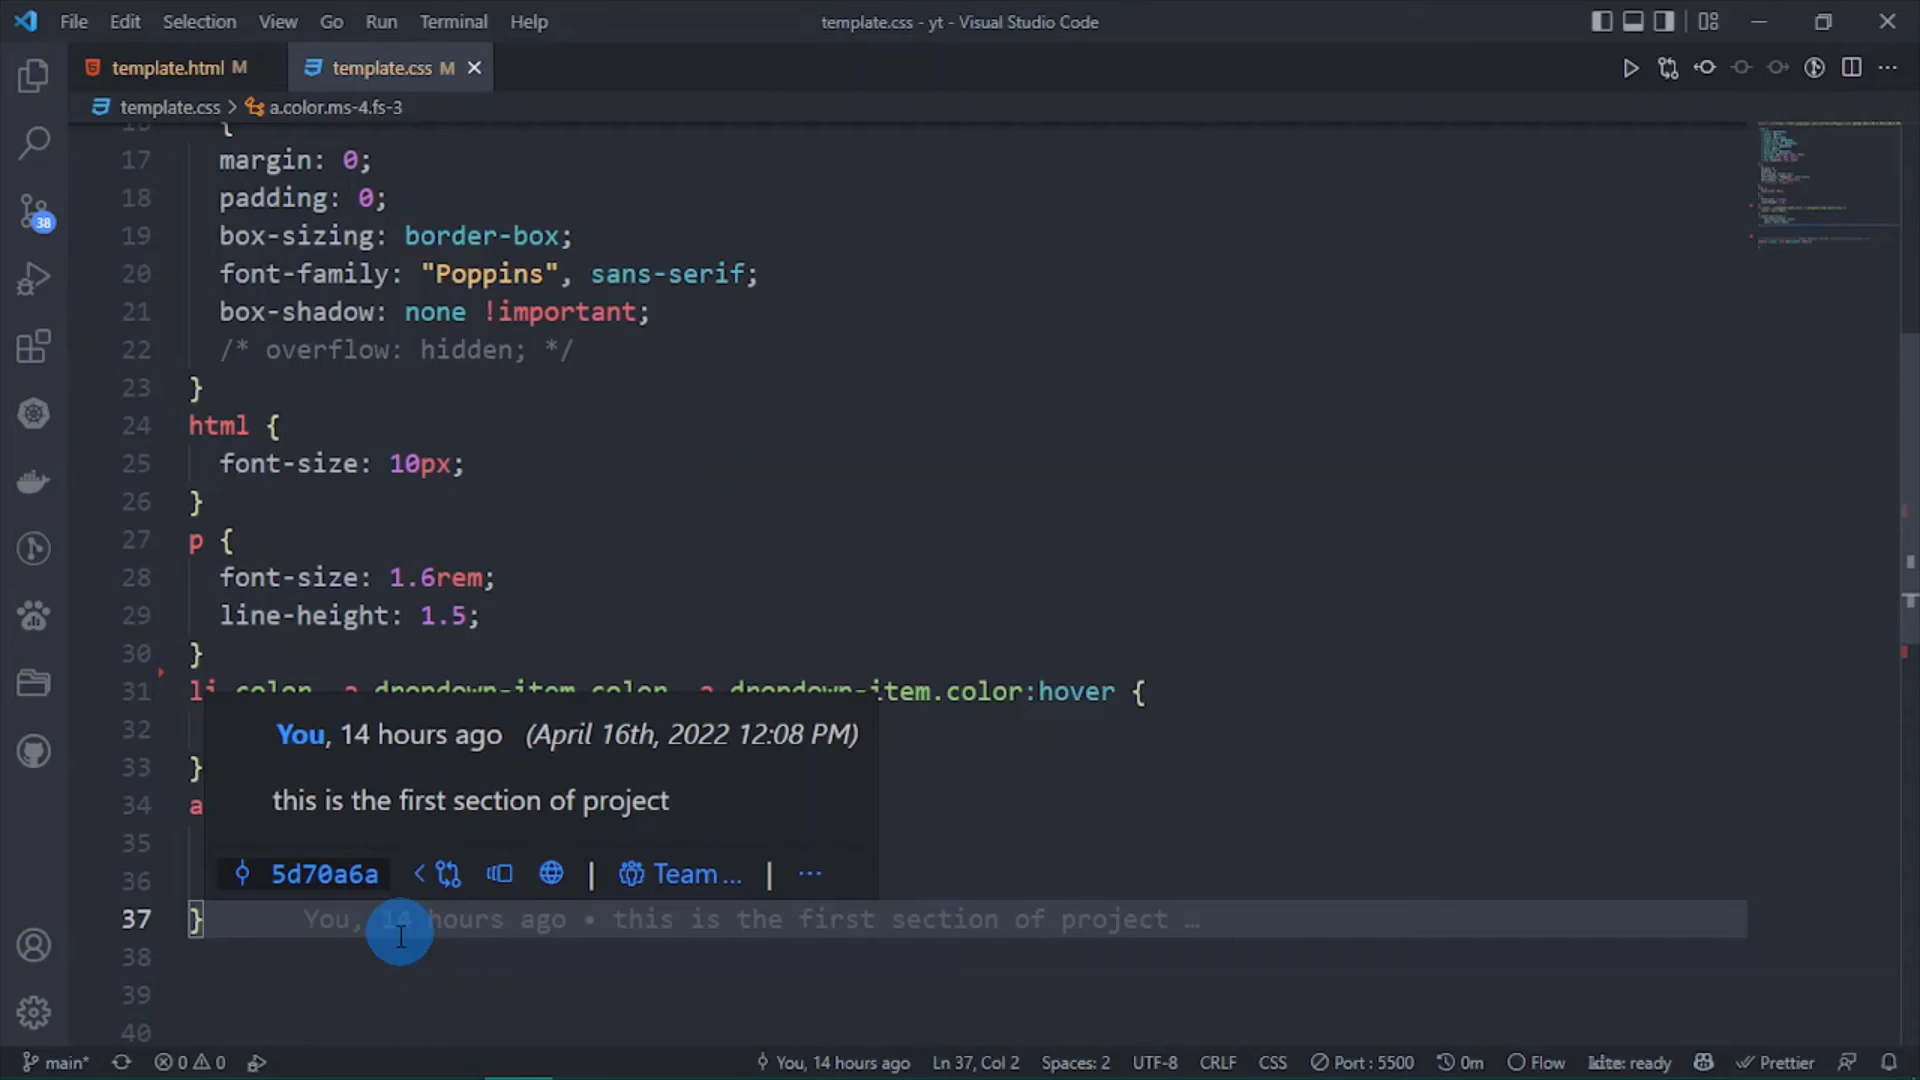 File Edit Selection View Go Run Terminal Help template.css - yt - Visual Studio Code
template.html M template.css M
template.css > a.color.ms-4.fs-3
16 {
17 margin: 0;
18 padding: 0;
19 box-sizing: border-box;
20 font-family: "Poppins", sans-serif;
21 box-shadow: none !important;
22 /* overflow: hidden; */
23 }
24 html {
25 font-size: 10px;
26 }
27 p {
28 font-size: 1.6rem;
29 line-height: 1.5;
30 }
31 li.color, a.dropdown-item.color, a.dropdown-item.color:hover {
32
You, 14 hours ago (April 16th, 2022 12:08 PM)
33 }
this is the first section of project
34 a
35
5d70a6a Team ... | ...
36
37 } You, 14 hours ago • this is the first section of project ...
38
39
40
38
main* 0 0 You, 14 hours ago Ln 37, Col 2 Spaces: 2 UTF-8 CRLF CSS Port : 5500 0m Flow kite: ready Prettier